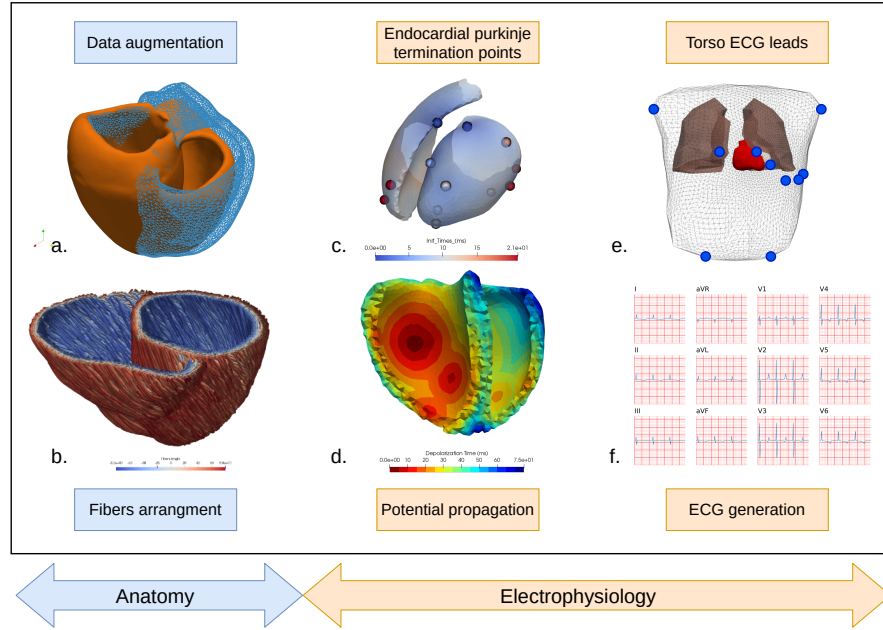 Data augmentation
Endocardial purkinje
termination points
Torso ECG leads
a.
c.
e.
Init_Times_(ms)
0.0e+00 5 10 15 2.1e+01
I aVR V1 V4
II aVL V2 V5
III aVF V3 V6
b.
d.
f.
Depolarization Time (ms)
0.0e+00 10 20 30 40 50 60 7.5e+01
Fibers arrangment
Potential propagation
ECG generation
Anatomy
Electrophysiology